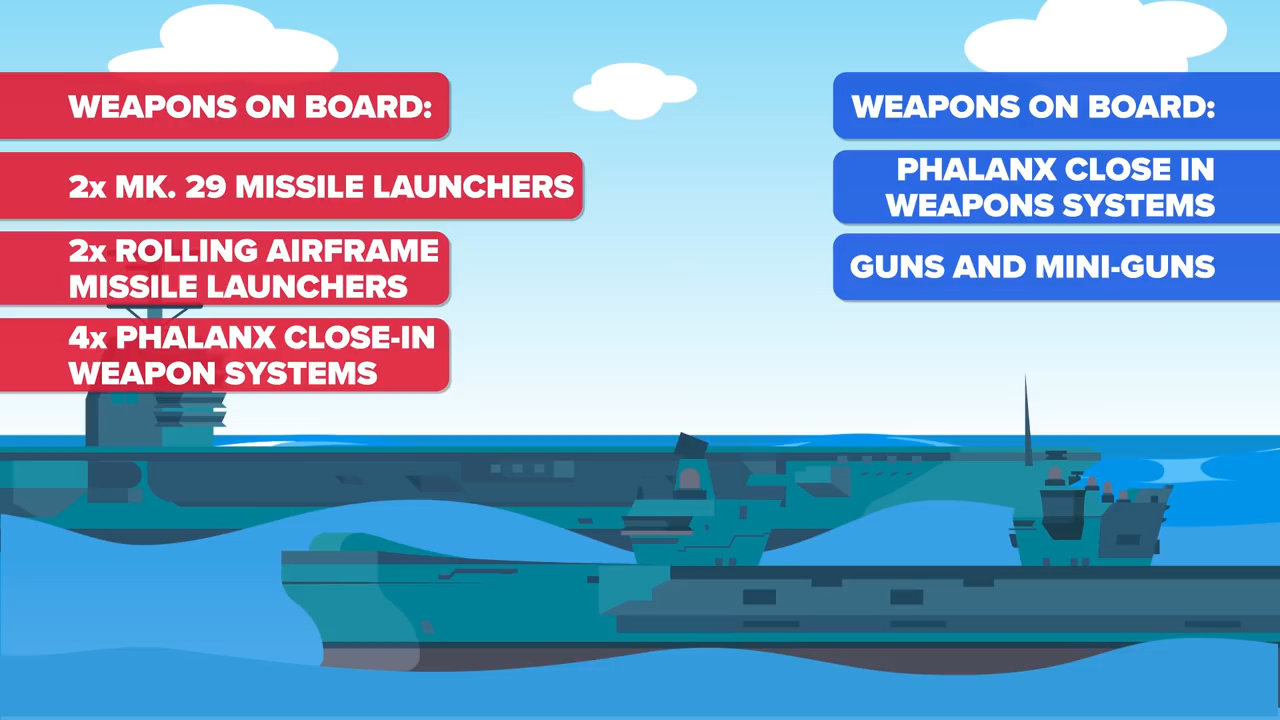 WEAPONS ON BOARD:
2x MK. 29 MISSILE LAUNCHERS
2x ROLLING AIRFRAME
MISSILE LAUNCHERS
4x PHALANX CLOSE-IN
WEAPON SYSTEMS
WEAPONS ON BOARD:
PHALANX CLOSE IN
WEAPONS SYSTEMS
GUNS AND MINI-GUNS